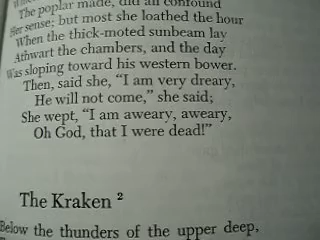 The poplar made, did all confound
Her sense; but most she loathed the hour
When the thick-moted sunbeam lay
Athwart the chambers, and the day
Was sloping toward his western bower.
Then, said she, “I am very dreary,
He will not come,” she said;
She wept, “I am aweary, aweary,
Oh God, that I were dead!”
The Kraken ²
Below the thunders of the upper deep,